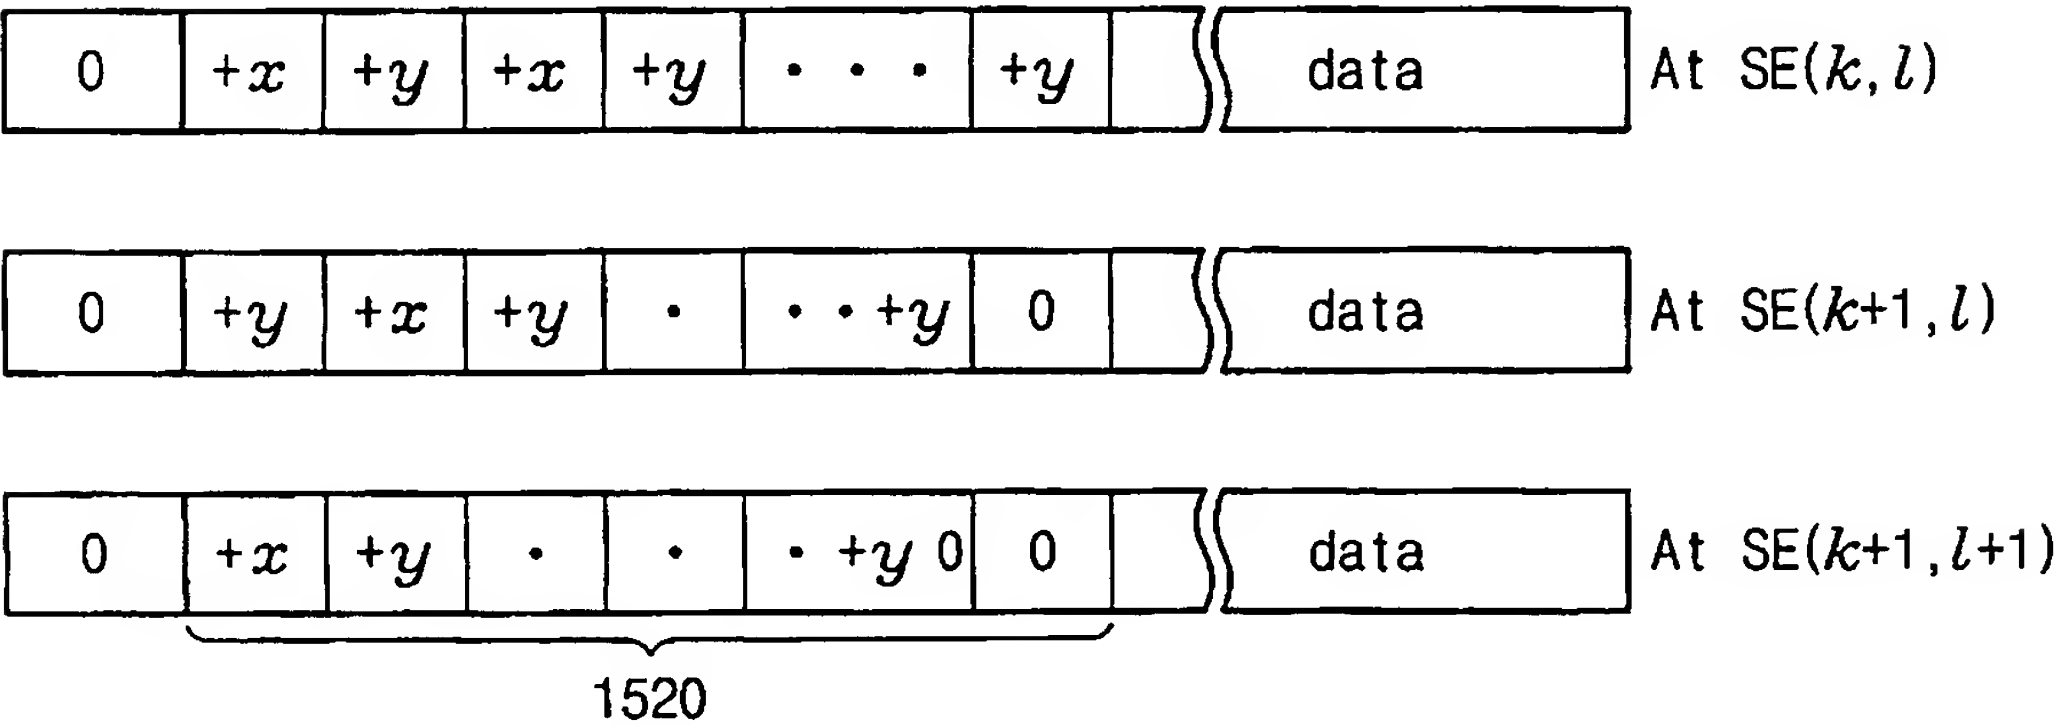 0 +x +y +x +y · · · +y data At SE(k,l)
0 +y +x +y · · · +y 0 data At SE(k+1,l)
0 +x +y · · · +y 0 0 data At SE(k+1,l+1)
1520